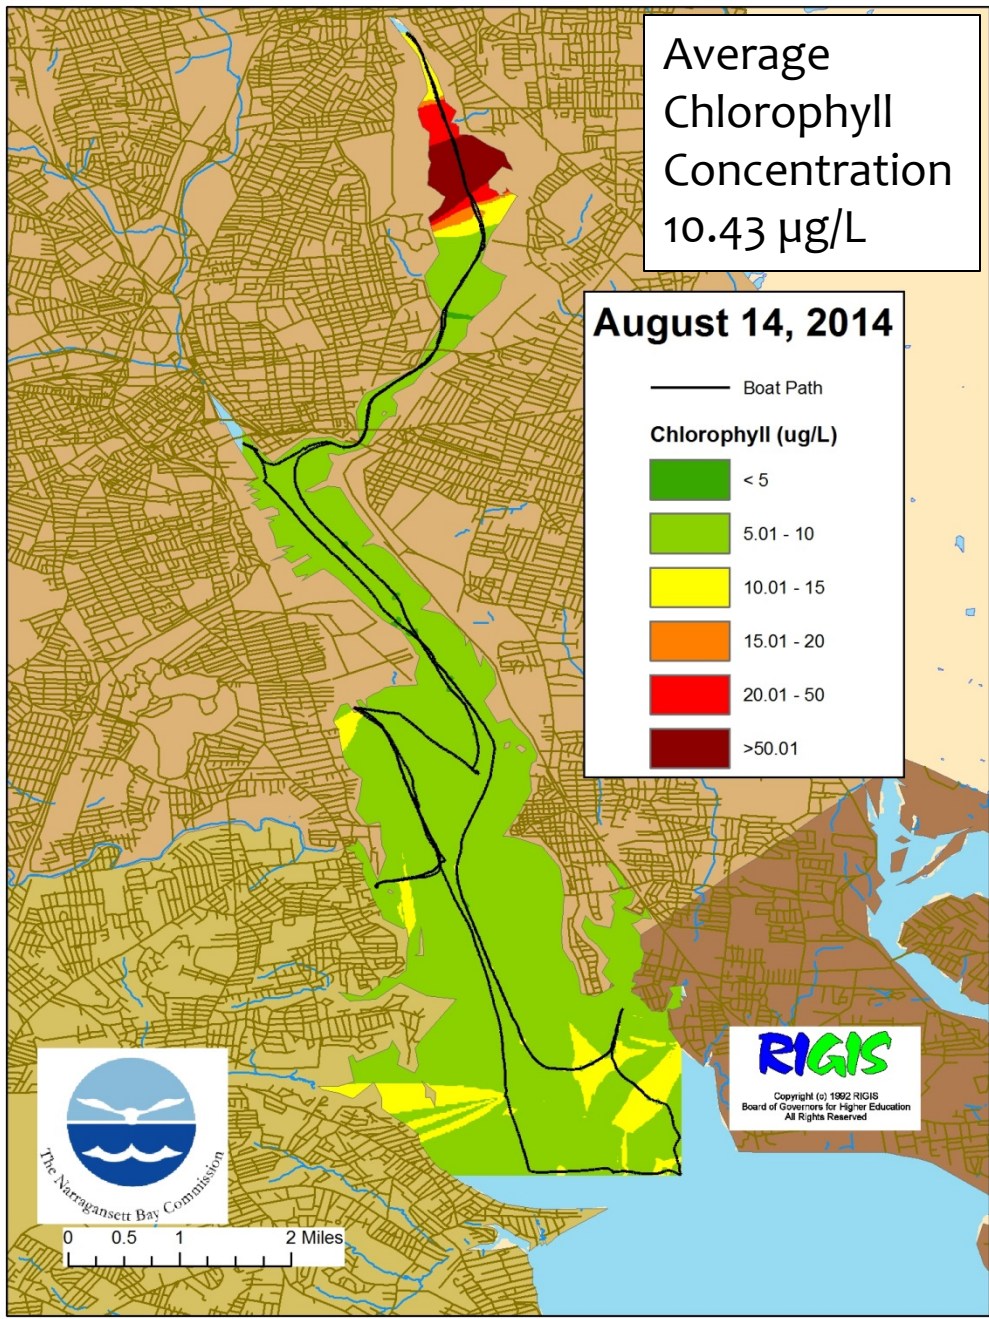 Average
Chlorophyll
Concentration
10.43 µg/L
August 14, 2014
Boat Path
Chlorophyll (ug/L)
< 5
5.01 - 10
10.01 - 15
15.01 - 20
20.01 - 50
>50.01
RIGIS
Copyright (c) 1992 RIGIS
Board of Governors for Higher Education
All Rights Reserved
The Narragansett Bay Commission
0 0.5 1 2 Miles